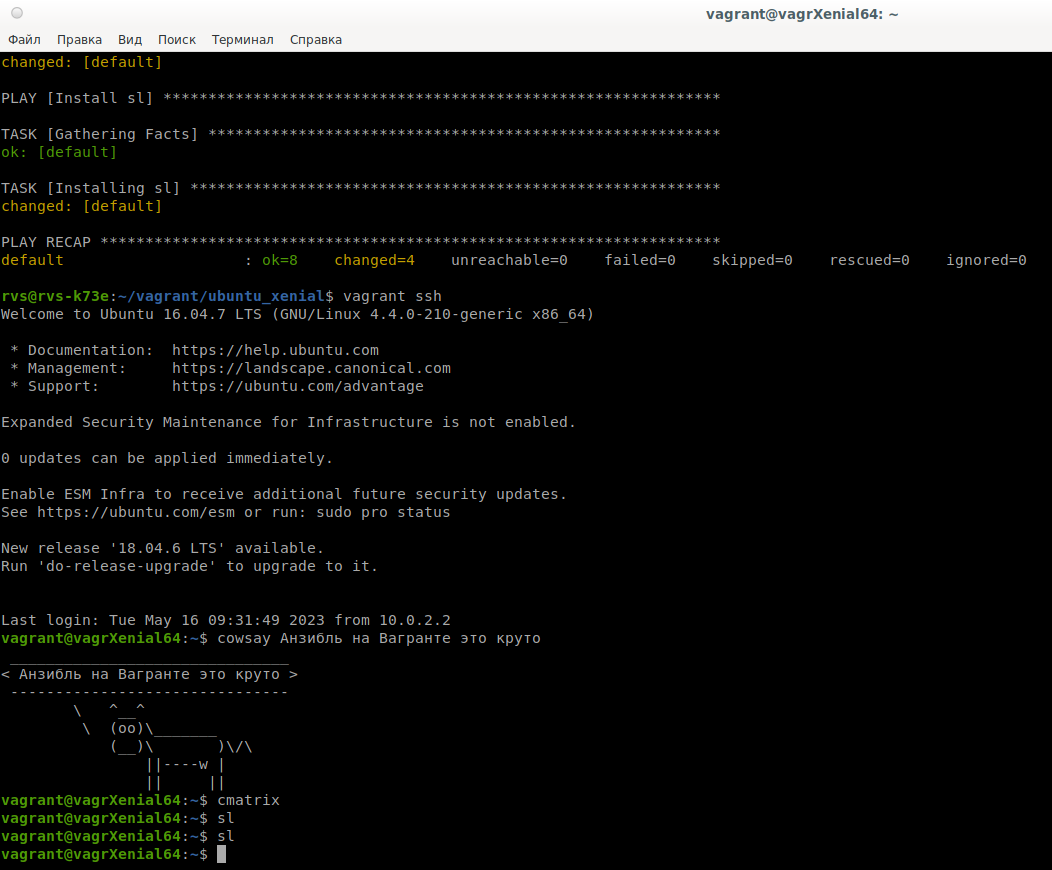 vagrant@vagrXenial64: ~
Файл Правка Вид Поиск Терминал Справка
changed: [default]
PLAY [Install sl] **************************************************************
TASK [Gathering Facts] *********************************************************
ok: [default]
TASK [Installing sl] ***********************************************************
changed: [default]
PLAY RECAP *********************************************************************
default                    : ok=8    changed=4    unreachable=0    failed=0    skipped=0    rescued=0    ignored=0
rvs@rvs-k73e:~/vagrant/ubuntu_xenial$ vagrant ssh
Welcome to Ubuntu 16.04.7 LTS (GNU/Linux 4.4.0-210-generic x86_64)
 * Documentation:  https://help.ubuntu.com
 * Management:     https://landscape.canonical.com
 * Support:        https://ubuntu.com/advantage
Expanded Security Maintenance for Infrastructure is not enabled.
0 updates can be applied immediately.
Enable ESM Infra to receive additional future security updates.
See https://ubuntu.com/esm or run: sudo pro status
New release '18.04.6 LTS' available.
Run 'do-release-upgrade' to upgrade to it.
Last login: Tue May 16 09:31:49 2023 from 10.0.2.2
vagrant@vagrXenial64:~$ cowsay Анзибль на Вагранте это круто
 _______________________________
< Анзибль на Вагранте это круто >
 -------------------------------
        \   ^__^
         \  (oo)\_______
            (__)\       )\/\
                ||----w |
                ||     ||
vagrant@vagrXenial64:~$ cmatrix
vagrant@vagrXenial64:~$ sl
vagrant@vagrXenial64:~$ sl
vagrant@vagrXenial64:~$